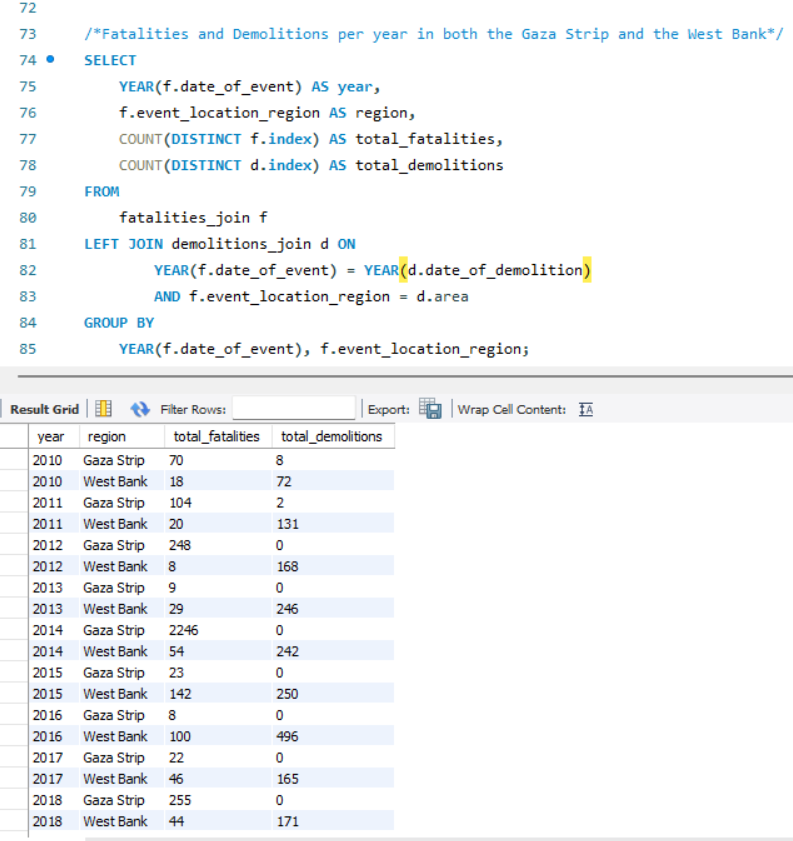 72
73 /*Fatalities and Demolitions per year in both the Gaza Strip and the West Bank*/
74 SELECT
75 YEAR(f.date_of_event) AS year,
76 f.event_location_region AS region,
77 COUNT(DISTINCT f.index) AS total_fatalities,
78 COUNT(DISTINCT d.index) AS total_demolitions
79 FROM
80 fatalities_join f
81 LEFT JOIN demolitions_join d ON
82 YEAR(f.date_of_event) = YEAR(d.date_of_demolition)
83 AND f.event_location_region = d.area
84 GROUP BY
85 YEAR(f.date_of_event), f.event_location_region;
Result Grid Filter Rows: Export: Wrap Cell Content: IA
year region total_fatalities total_demolitions
2010 Gaza Strip 70 8
2010 West Bank 18 72
2011 Gaza Strip 104 2
2011 West Bank 20 131
2012 Gaza Strip 248 0
2012 West Bank 8 168
2013 Gaza Strip 9 0
2013 West Bank 29 246
2014 Gaza Strip 2246 0
2014 West Bank 54 242
2015 Gaza Strip 23 0
2015 West Bank 142 250
2016 Gaza Strip 8 0
2016 West Bank 100 496
2017 Gaza Strip 22 0
2017 West Bank 46 165
2018 Gaza Strip 255 0
2018 West Bank 44 171